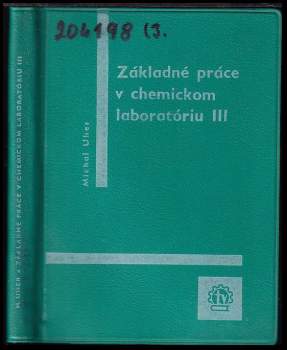 204198 (3.
Základné práce
v chemickom
laboratóriu III
Michal Uher
M. UHER a ZÁKLADNÉ PRÁCE V CHEMICKOM LABORATÓRIU III